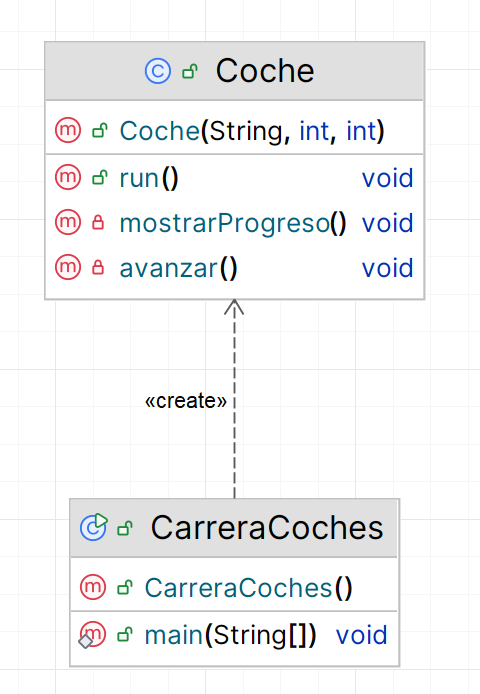 Coche
Coche(String, int, int)
run() void
mostrarProgreso() void
avanzar() void
«create»
CarreraCoches
CarreraCoches()
main(String[]) void